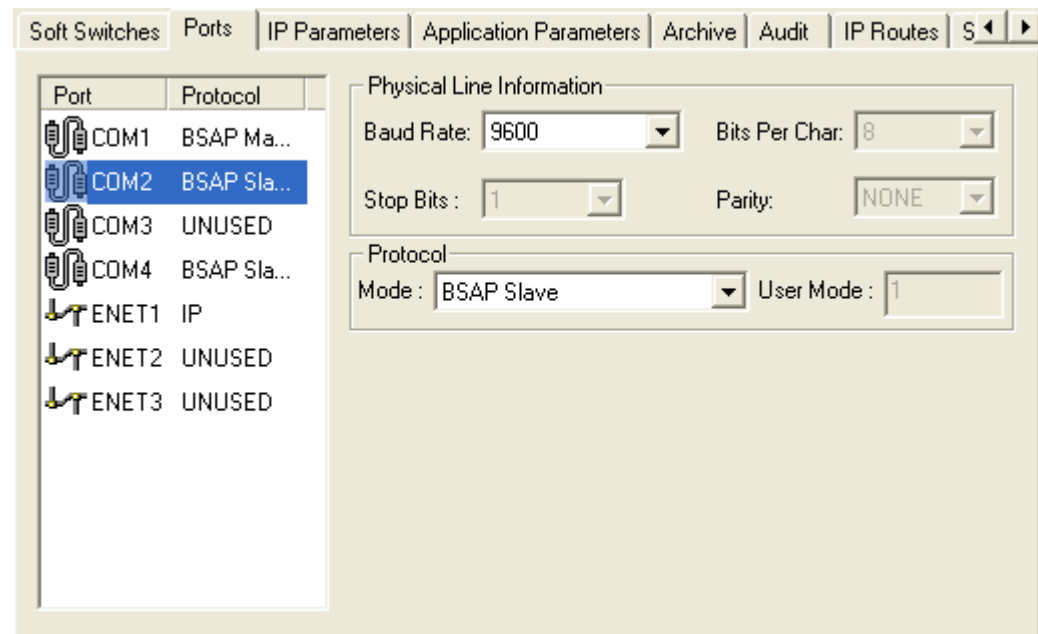 Soft Switches Ports IP Parameters Application Parameters Archive Audit IP Routes S
Port Protocol
COM1 BSAP Ma...
COM2 BSAP Sla...
COM3 UNUSED
COM4 BSAP Sla...
ENET1 IP
ENET2 UNUSED
ENET3 UNUSED
Physical Line Information
Baud Rate: 9600 Bits Per Char: 8
Stop Bits : 1 Parity: NONE
Protocol
Mode : BSAP Slave User Mode : 1